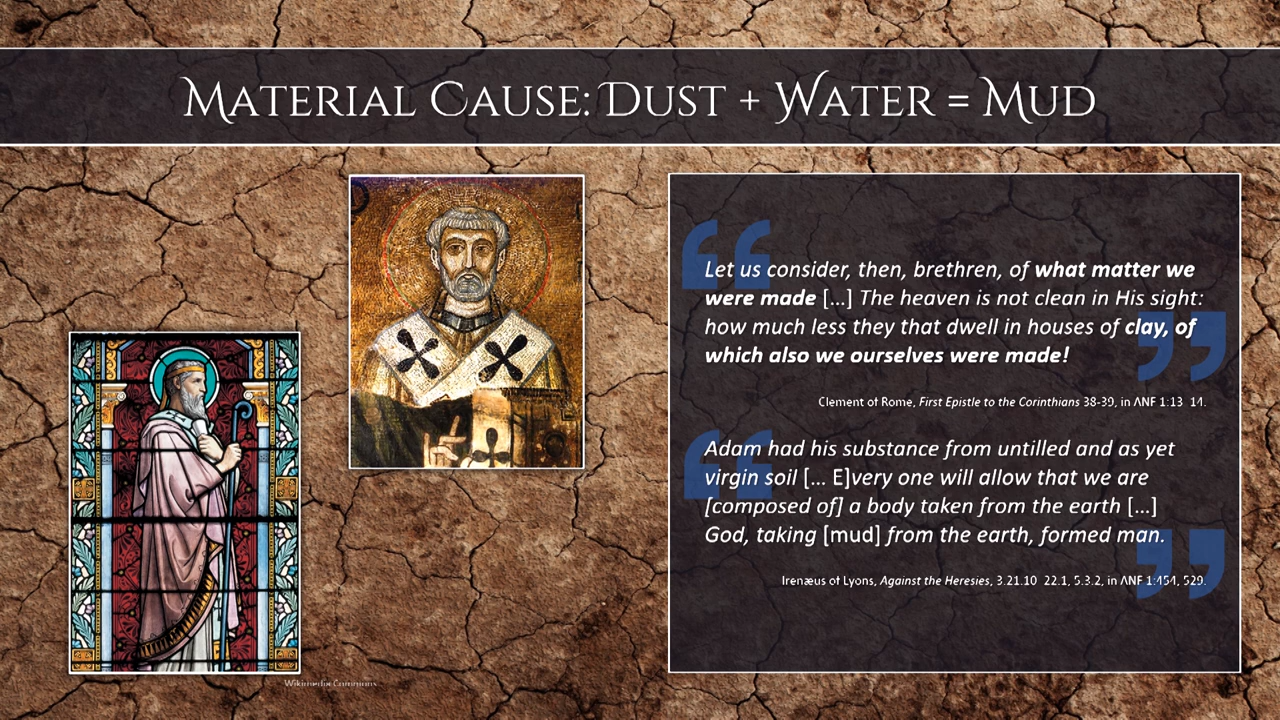 Material Cause: Dust + Water = Mud
Let us consider, then, brethren, of what matter we
were made [...] The heaven is not clean in His sight:
how much less they that dwell in houses of clay, of
which also we ourselves were made!
Clement of Rome, First Epistle to the Corinthians 38-39, in ANF 1:13-14.
Adam had his substance from untilled and as yet
virgin soil [... E]very one will allow that we are
[composed of] a body taken from the earth [...]
God, taking [mud] from the earth, formed man.
Irenæus of Lyons, Against the Heresies, 3.21.10-22.1, 5.3.2, in ANF 1:454, 529.
Wikimedia Commons